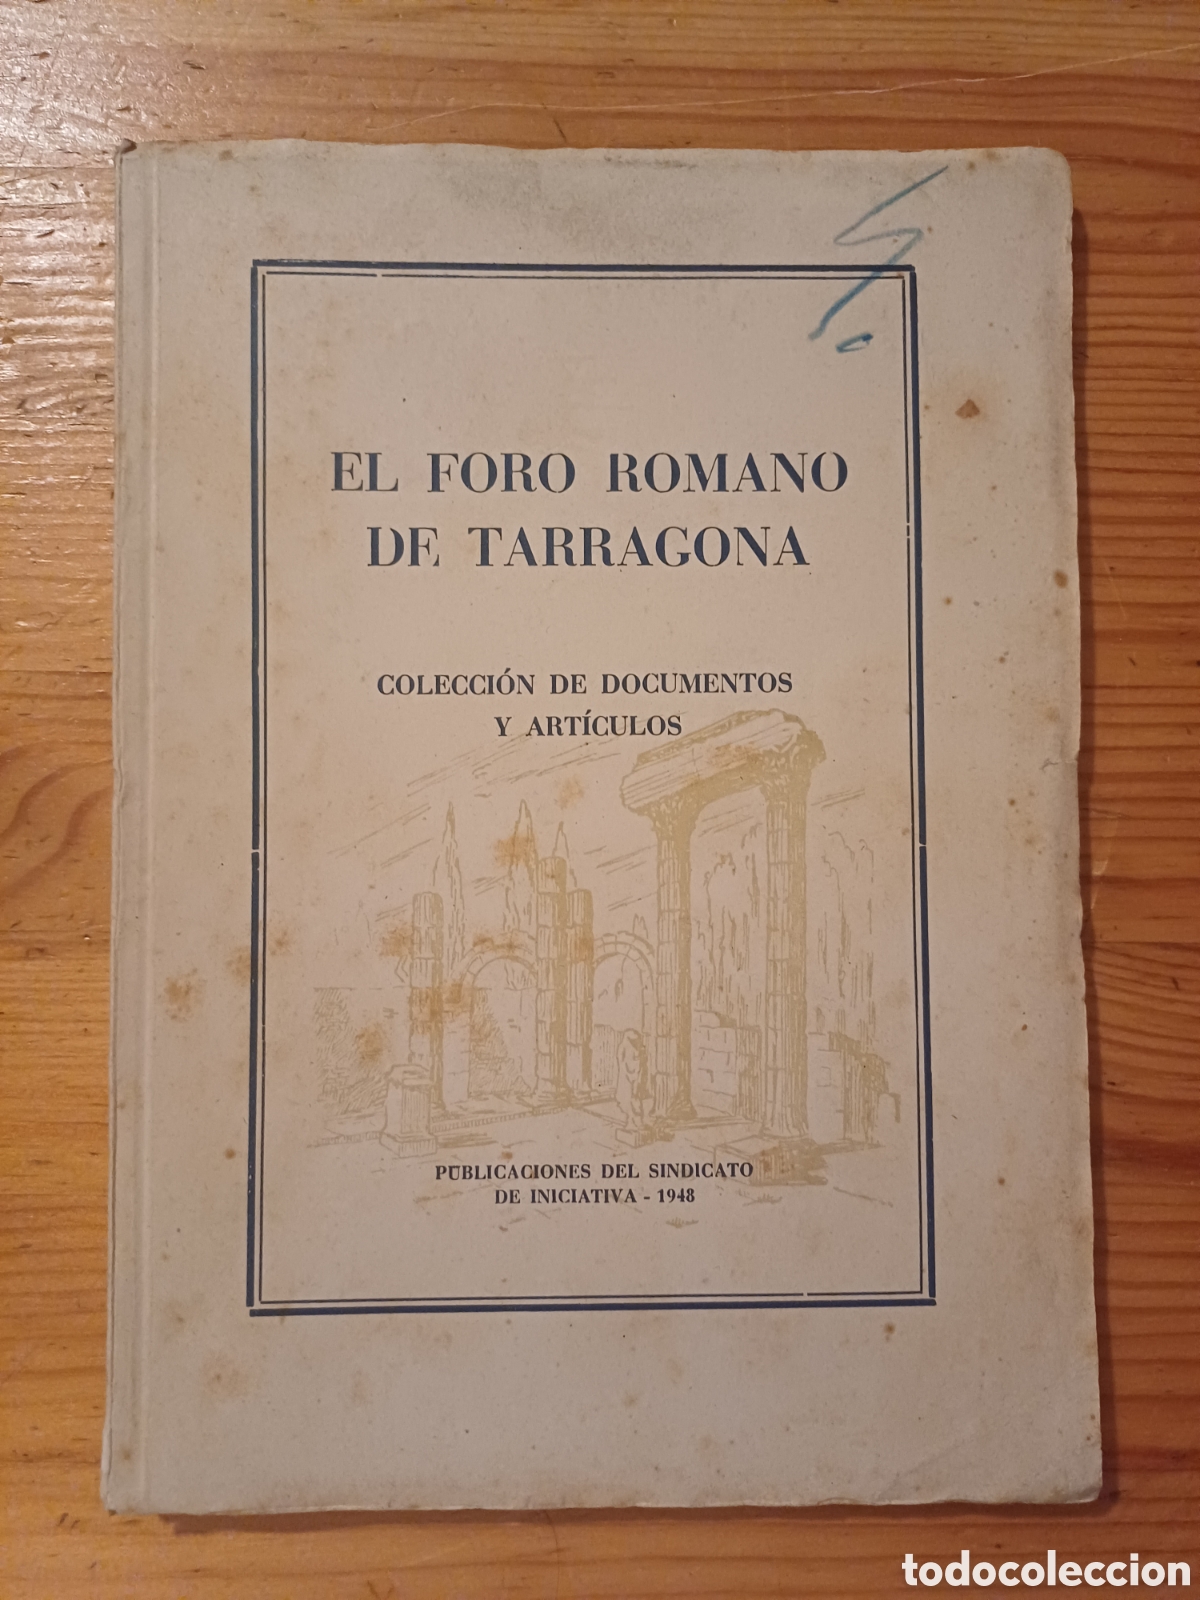 EL FORO ROMANO
DE TARRAGONA
COLECCIÓN DE DOCUMENTOS
Y ARTÍCULOS
PUBLICACIONES DEL SINDICATO
DE INICIATIVA - 1948
todocoleccion